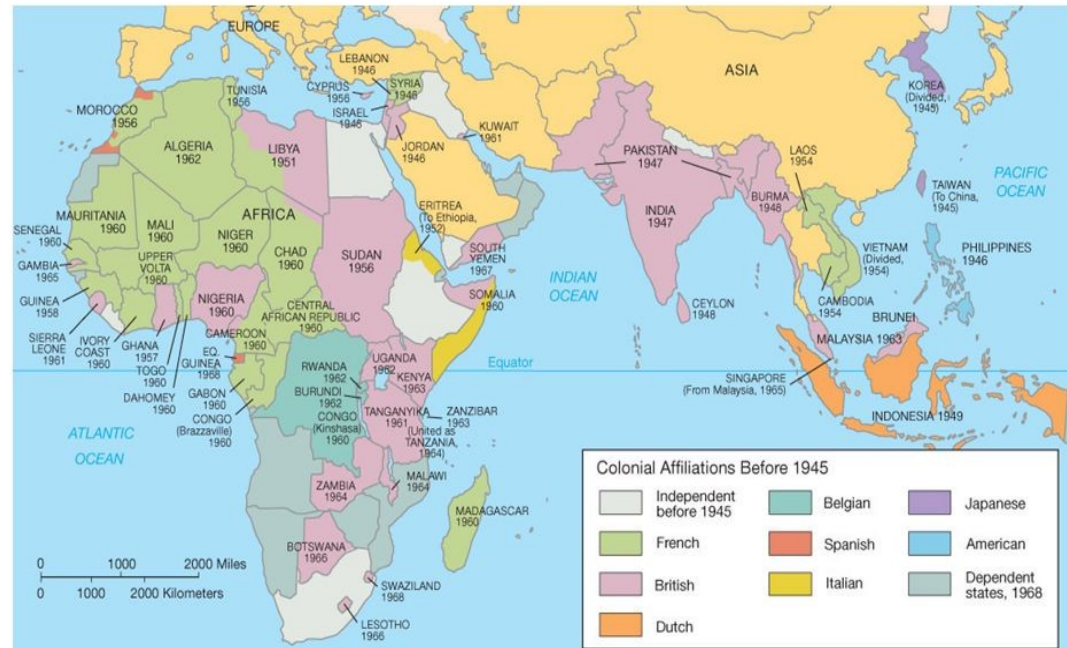 EUROPE
ASIA
LEBANON
1946
CYPRUS
1956
SYRIA
1946
ISRAEL
1946
JORDAN
1946
KUWAIT
1961
TUNISIA
1956
MOROCCO
1956
ALGERIA
1962
LIBYA
1951
AFRICA
MAURITANIA
1960
MALI
1960
NIGER
1960
CHAD
1960
SUDAN
1956
ERITREA
(To Ethiopia,
1952)
SOUTH
YEMEN
1967
SOMALIA
1960
SENEGAL
1960
GAMBIA
1965
GUINEA
1958
SIERRA
LEONE
1961
IVORY
COAST
1960
UPPER
VOLTA
1960
GHANA
1957
TOGO
1960
DAHOMEY
1960
NIGERIA
1960
CAMEROON
1960
EQ.
GUINEA
1968
GABON
1960
CONGO
(Brazzaville)
1960
CENTRAL
AFRICAN REPUBLIC
1960
RWANDA
1962
BURUNDI
1962
CONGO
(Kinshasa)
1960
UGANDA
1962
KENYA
1963
TANGANYIKA
1961
(United as
TANZANIA,
1964)
ZANZIBAR
1963
MALAWI
1964
ZAMBIA
1964
MADAGASCAR
1960
BOTSWANA
1966
SWAZILAND
1968
LESOTHO
1966
PAKISTAN
1947
INDIA
1947
BURMA
1948
CEYLON
1948
LAOS
1954
VIETNAM
(Divided,
1954)
CAMBODIA
1954
KOREA
(Divided,
1945)
TAIWAN
(To China,
1945)
PHILIPPINES
1946
BRUNEI
MALAYSIA 1963
SINGAPORE
(From Malaysia, 1965)
INDONESIA 1949
PACIFIC
OCEAN
INDIAN
OCEAN
ATLANTIC
OCEAN
Equator
0 1000 2000 Miles
0 1000 2000 Kilometers
Colonial Affiliations Before 1945
Independent
before 1945
French
British
Dutch
Belgian
Spanish
Italian
Japanese
American
Dependent
states, 1968